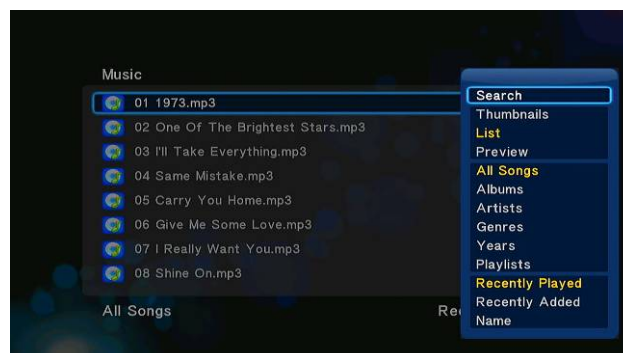 Music
01 1973.mp3
02 One Of The Brightest Stars.mp3
03 I'll Take Everything.mp3
04 Same Mistake.mp3
05 Carry You Home.mp3
06 Give Me Some Love.mp3
07 I Really Want You.mp3
08 Shine On.mp3
All Songs
Search
Thumbnails
List
Preview
All Songs
Albums
Artists
Genres
Years
Playlists
Recently Played
Recently Added
Name